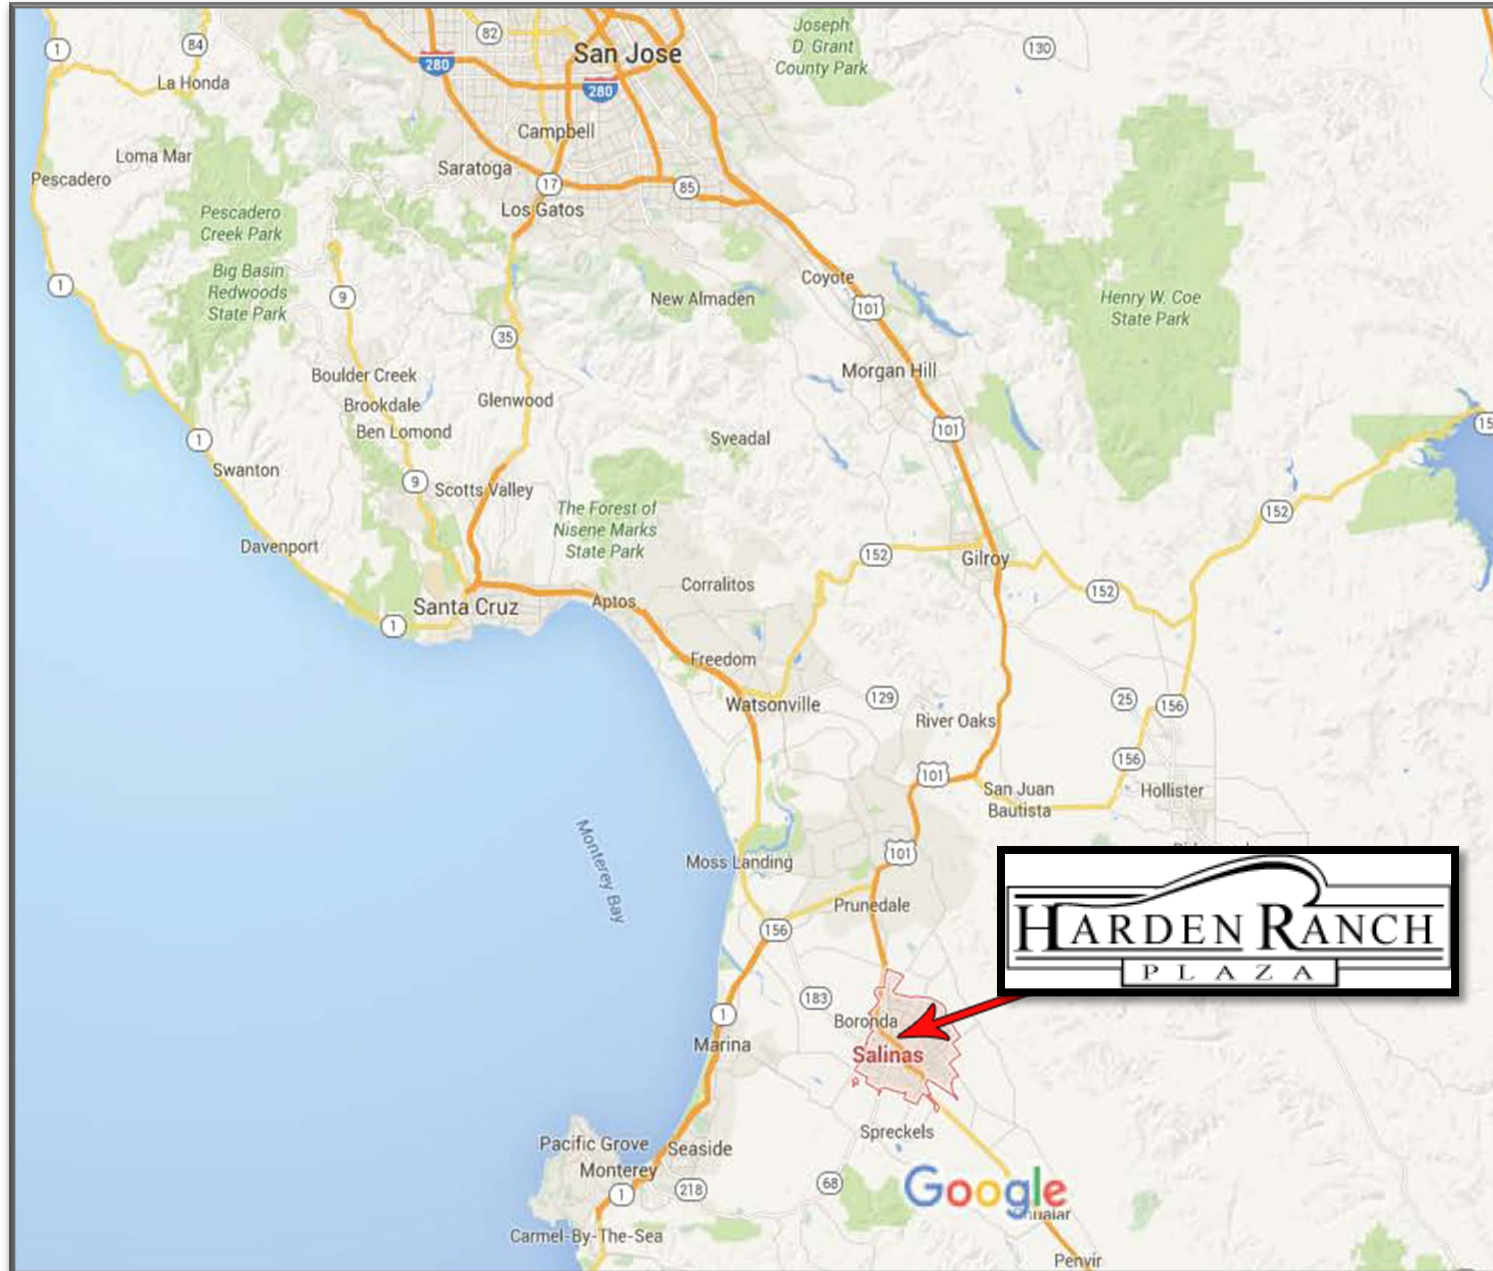 Joseph
D. Grant
County Park
1
84
82
130
San Jose
280
La Honda
280
Campbell
Loma Mar
Saratoga
Pescadero
17
85
Los Gatos
Pescadero
Creek Park
Big Basin
Redwoods
State Park
Coyote
1
9
New Almaden
101
Henry W. Coe
State Park
35
Boulder Creek
Morgan Hill
Brookdale
Glenwood
Ben Lomond
Sveadal
101
1
Swanton
9
Scotts Valley
152
The Forest of
Nisene Marks
State Park
Davenport
152
Gilroy
Corralitos
152
Santa Cruz
Aptos
1
Freedom
129
25
156
Watsonville
River Oaks
156
101
San Juan
Bautista
Hollister
Monterey Bay
Moss Landing
101
HARDEN RANCH
PLAZA
Prunedale
156
183
1
Boronda
Marina
Salinas
Spreckels
Pacific Grove
Seaside
Monterey
1
218
68
Google
Carmel-By-The-Sea
Penvir